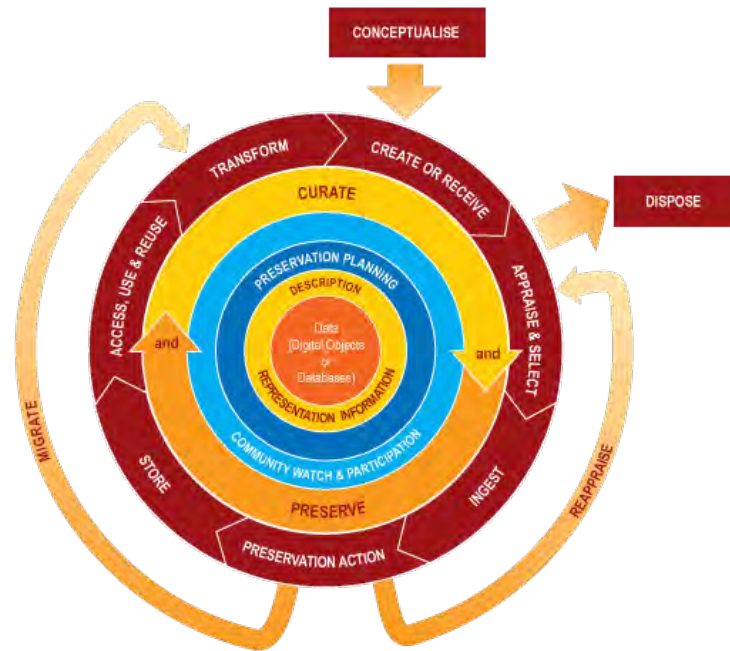 CONCEPTUALISE
TRANSFORM
CREATE OR RECEIVE
DISPOSE
CURATE
ACCESS, USE & REUSE
APPRAISE & SELECT
PRESERVATION PLANNING
DESCRIPTION
Data
(Digital Objects
or
Databases)
and
and
REPRESENTATION INFORMATION
COMMUNITY WATCH & PARTICIPATION
MIGRATE
REAPPRAISE
STORE
INGEST
PRESERVE
PRESERVATION ACTION